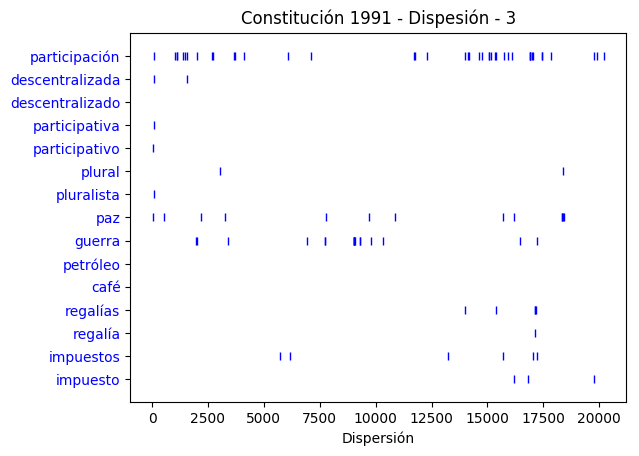 Constitución 1991 - Dispesión - 3
participación
descentralizada
descentralizado
participativa
participativo
plural
pluralista
paz
guerra
petróleo
café
regalías
regalía
impuestos
impuesto
0 2500 5000 7500 10000 12500 15000 17500 20000
Dispersión